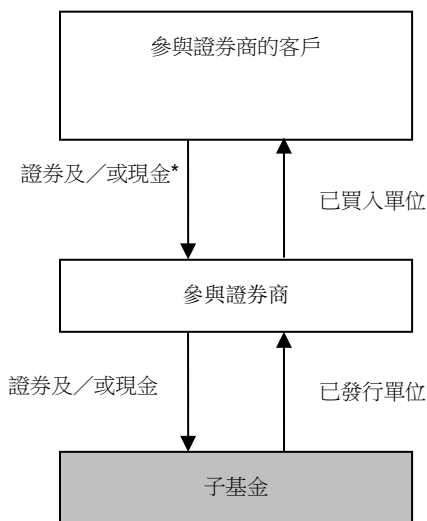 參與證券商的客戶
證券及／或現金*
已買入單位
參與證券商
證券及／或現金
已發行單位
子基金